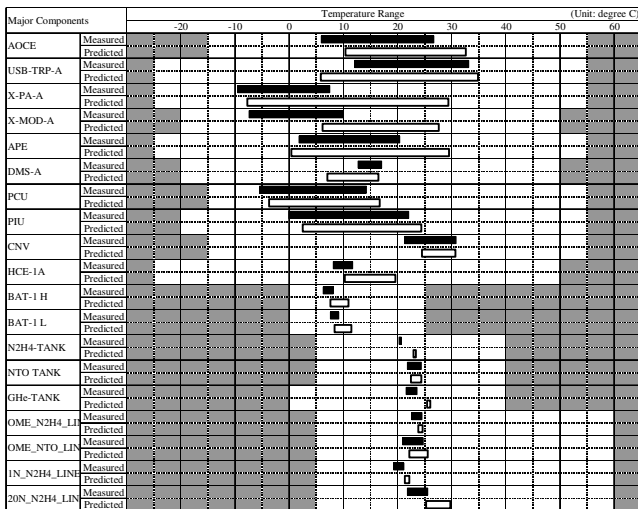 Major Components Temperature Range (Unit: degree C)
-20 -10 0 10 20 30 40 50 60
AOCE Measured
Predicted
USB-TRP-A Measured
Predicted
X-PA-A Measured
Predicted
X-MOD-A Measured
Predicted
APE Measured
Predicted
DMS-A Measured
Predicted
PCU Measured
Predicted
PIU Measured
Predicted
CNV Measured
Predicted
HCE-1A Measured
Predicted
BAT-1 H Measured
Predicted
BAT-1 L Measured
Predicted
N2H4-TANK Measured
Predicted
NTO TANK Measured
Predicted
GHe-TANK Measured
Predicted
OME_N2H4_LIN Measured
Predicted
OME_NTO_LIN Measured
Predicted
1N_N2H4_LINE Measured
Predicted
20N_N2H4_LIN Measured
Predicted